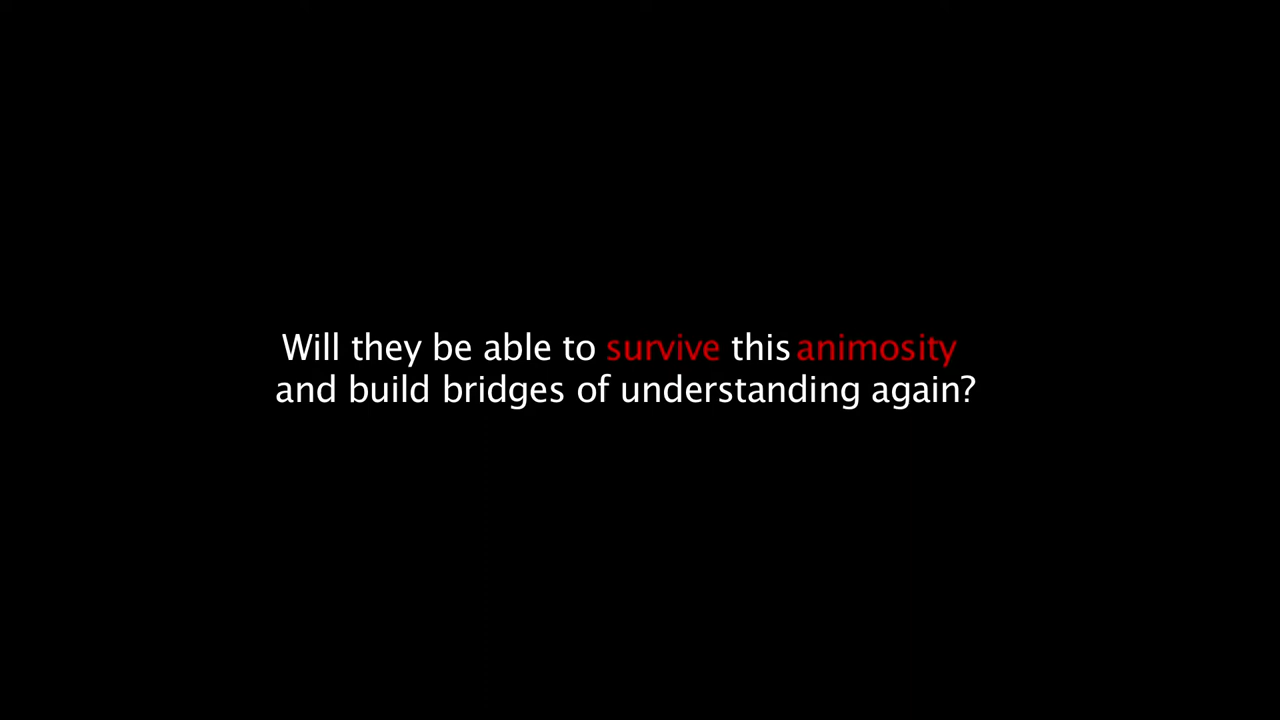 Will they be able to survive this animosity
and build bridges of understanding again?